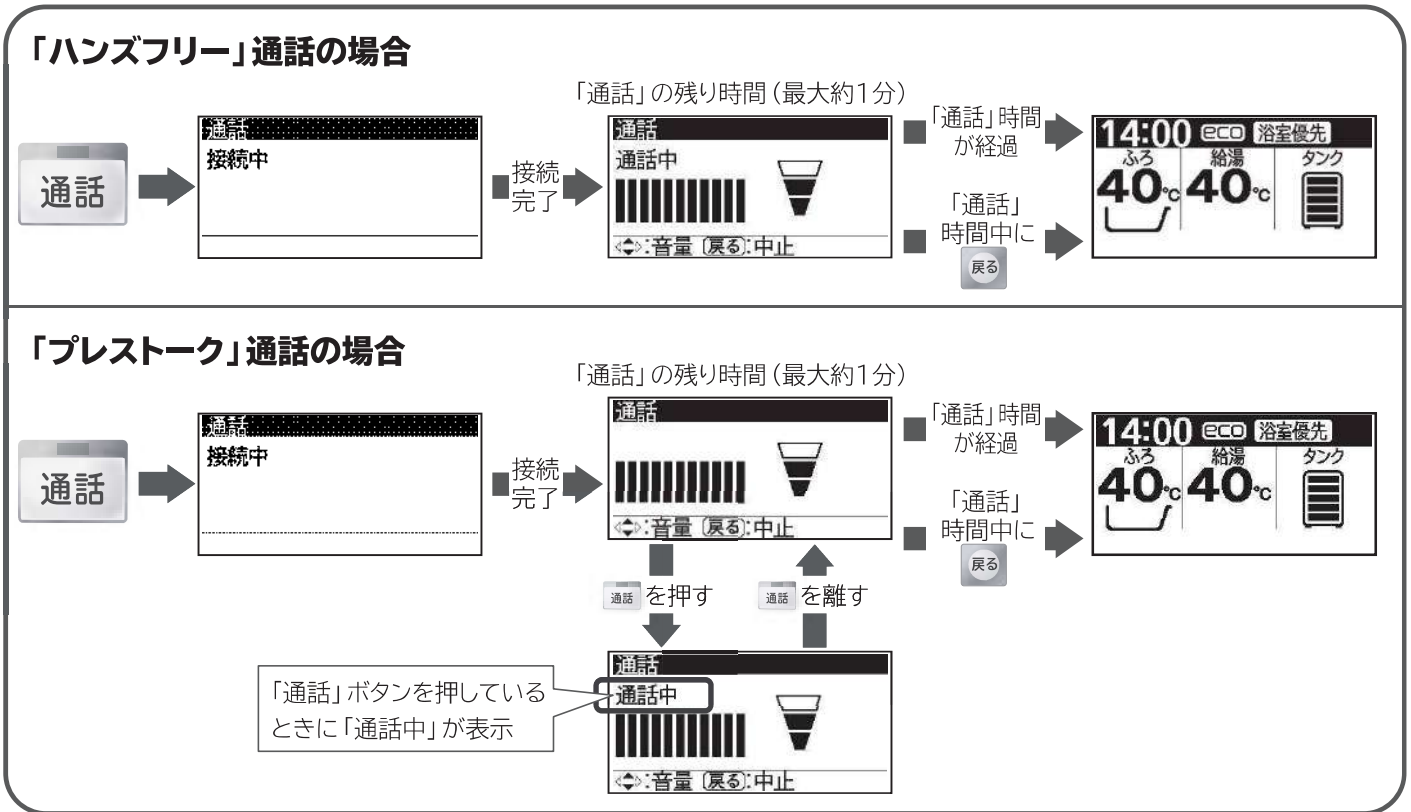 「ハンズフリー」通話の場合
「通話」の残り時間（最大約1分）
通話
通話
接続中
接続
完了
通話
通話中
:音量 戻る:中止
「通話」時間
が経過
「通話」
時間中に
戻る
14:00 eco 浴室優先
ふろ 給湯 タンク
40℃ 40℃
「プレストーク」通話の場合
「通話」の残り時間（最大約1分）
通話
通話
接続中
接続
完了
通話
:音量 戻る:中止
「通話」時間
が経過
「通話」
時間中に
戻る
14:00 eco 浴室優先
ふろ 給湯 タンク
40℃ 40℃
通話 を押す
通話 を離す
「通話」ボタンを押している
ときに「通話中」が表示
通話
通話中
:音量 戻る:中止